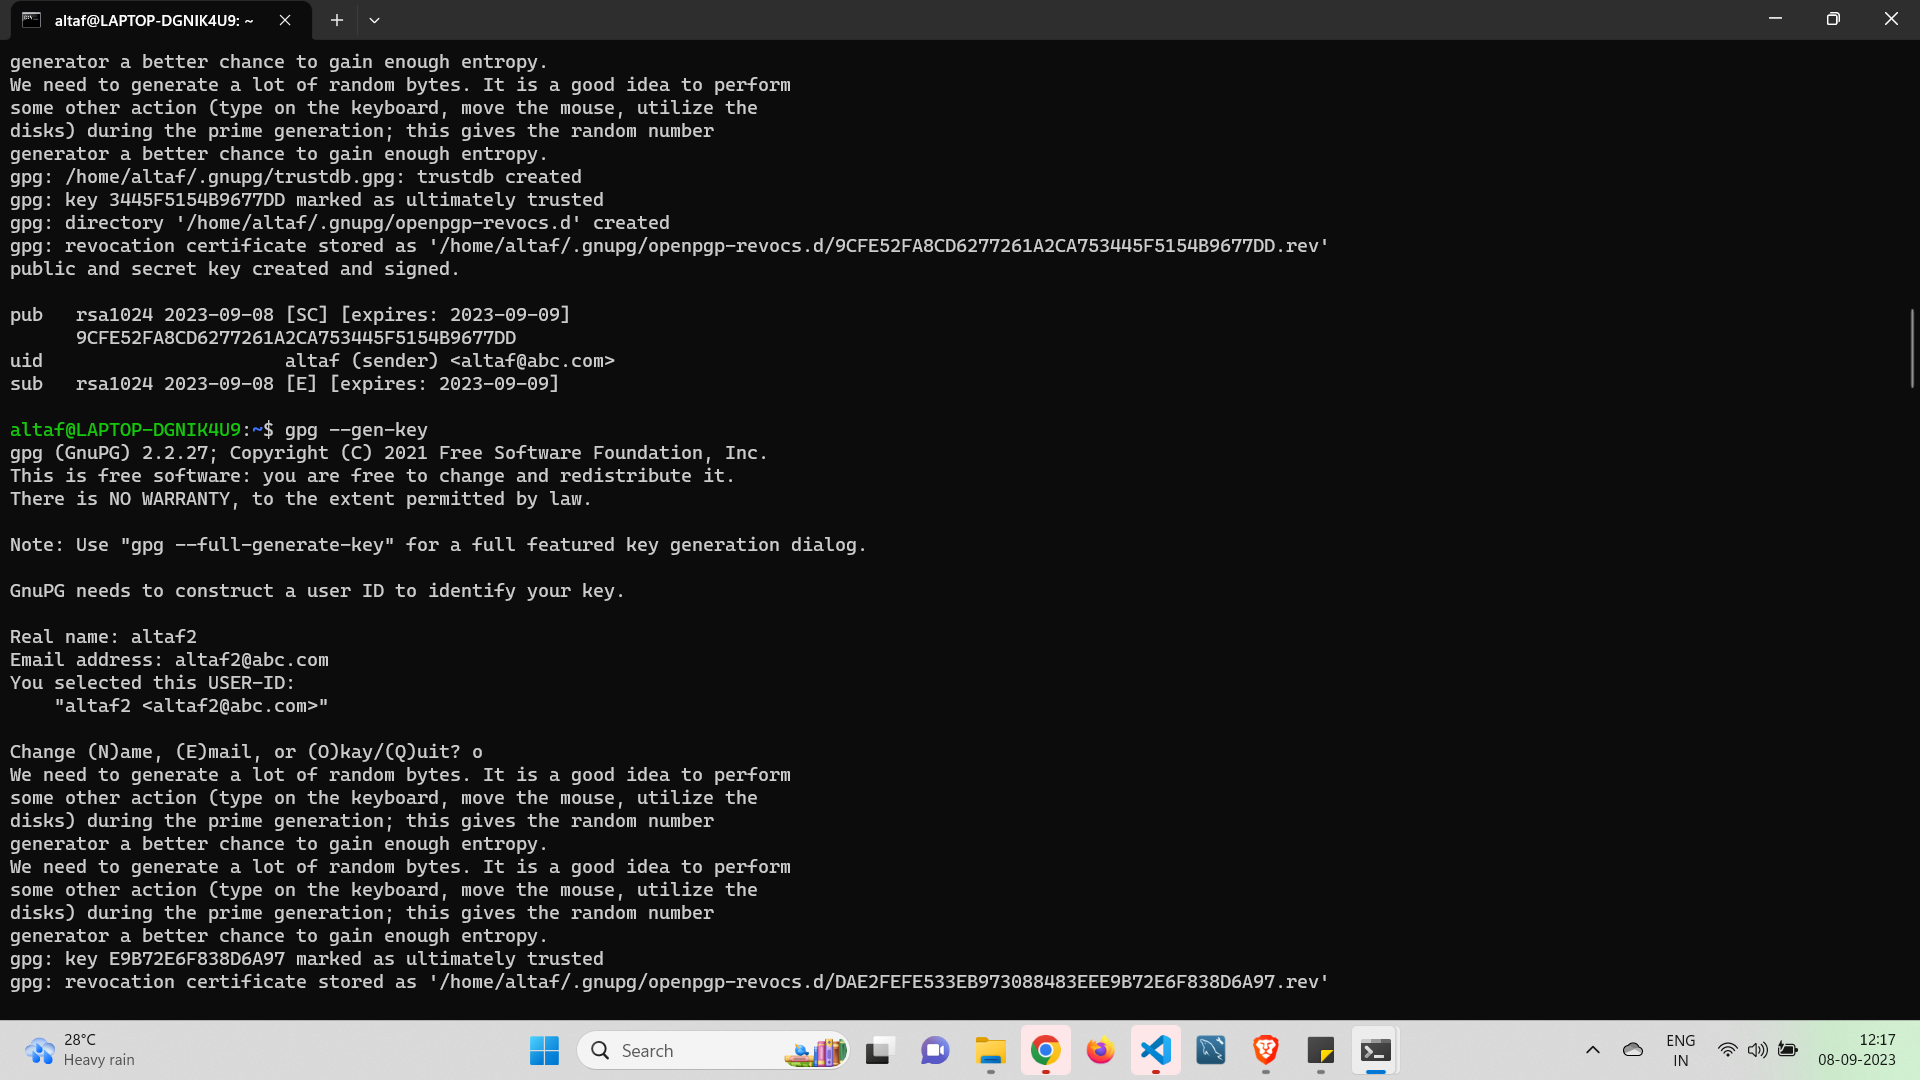 altaf@LAPTOP-DGNIK4U9: ~
generator a better chance to gain enough entropy.
We need to generate a lot of random bytes. It is a good idea to perform
some other action (type on the keyboard, move the mouse, utilize the
disks) during the prime generation; this gives the random number
generator a better chance to gain enough entropy.
gpg: /home/altaf/.gnupg/trustdb.gpg: trustdb created
gpg: key 3445F5154B9677DD marked as ultimately trusted
gpg: directory '/home/altaf/.gnupg/openpgp-revocs.d' created
gpg: revocation certificate stored as '/home/altaf/.gnupg/openpgp-revocs.d/9CFE52FA8CD6277261A2CA753445F5154B9677DD.rev'
public and secret key created and signed.
pub   rsa1024 2023-09-08 [SC] [expires: 2023-09-09]
      9CFE52FA8CD6277261A2CA753445F5154B9677DD
uid                      altaf (sender) <altaf@abc.com>
sub   rsa1024 2023-09-08 [E] [expires: 2023-09-09]
altaf@LAPTOP-DGNIK4U9:~$ gpg --gen-key
gpg (GnuPG) 2.2.27; Copyright (C) 2021 Free Software Foundation, Inc.
This is free software: you are free to change and redistribute it.
There is NO WARRANTY, to the extent permitted by law.
Note: Use "gpg --full-generate-key" for a full featured key generation dialog.
GnuPG needs to construct a user ID to identify your key.
Real name: altaf2
Email address: altaf2@abc.com
You selected this USER-ID:
    "altaf2 <altaf2@abc.com>"
Change (N)ame, (E)mail, or (O)kay/(Q)uit? o
We need to generate a lot of random bytes. It is a good idea to perform
some other action (type on the keyboard, move the mouse, utilize the
disks) during the prime generation; this gives the random number
generator a better chance to gain enough entropy.
We need to generate a lot of random bytes. It is a good idea to perform
some other action (type on the keyboard, move the mouse, utilize the
disks) during the prime generation; this gives the random number
generator a better chance to gain enough entropy.
gpg: key E9B72E6F838D6A97 marked as ultimately trusted
gpg: revocation certificate stored as '/home/altaf/.gnupg/openpgp-revocs.d/DAE2FEFE533EB973088483EEE9B72E6F838D6A97.rev'
28°C
Heavy rain
Search
ENG
IN
12:17
08-09-2023